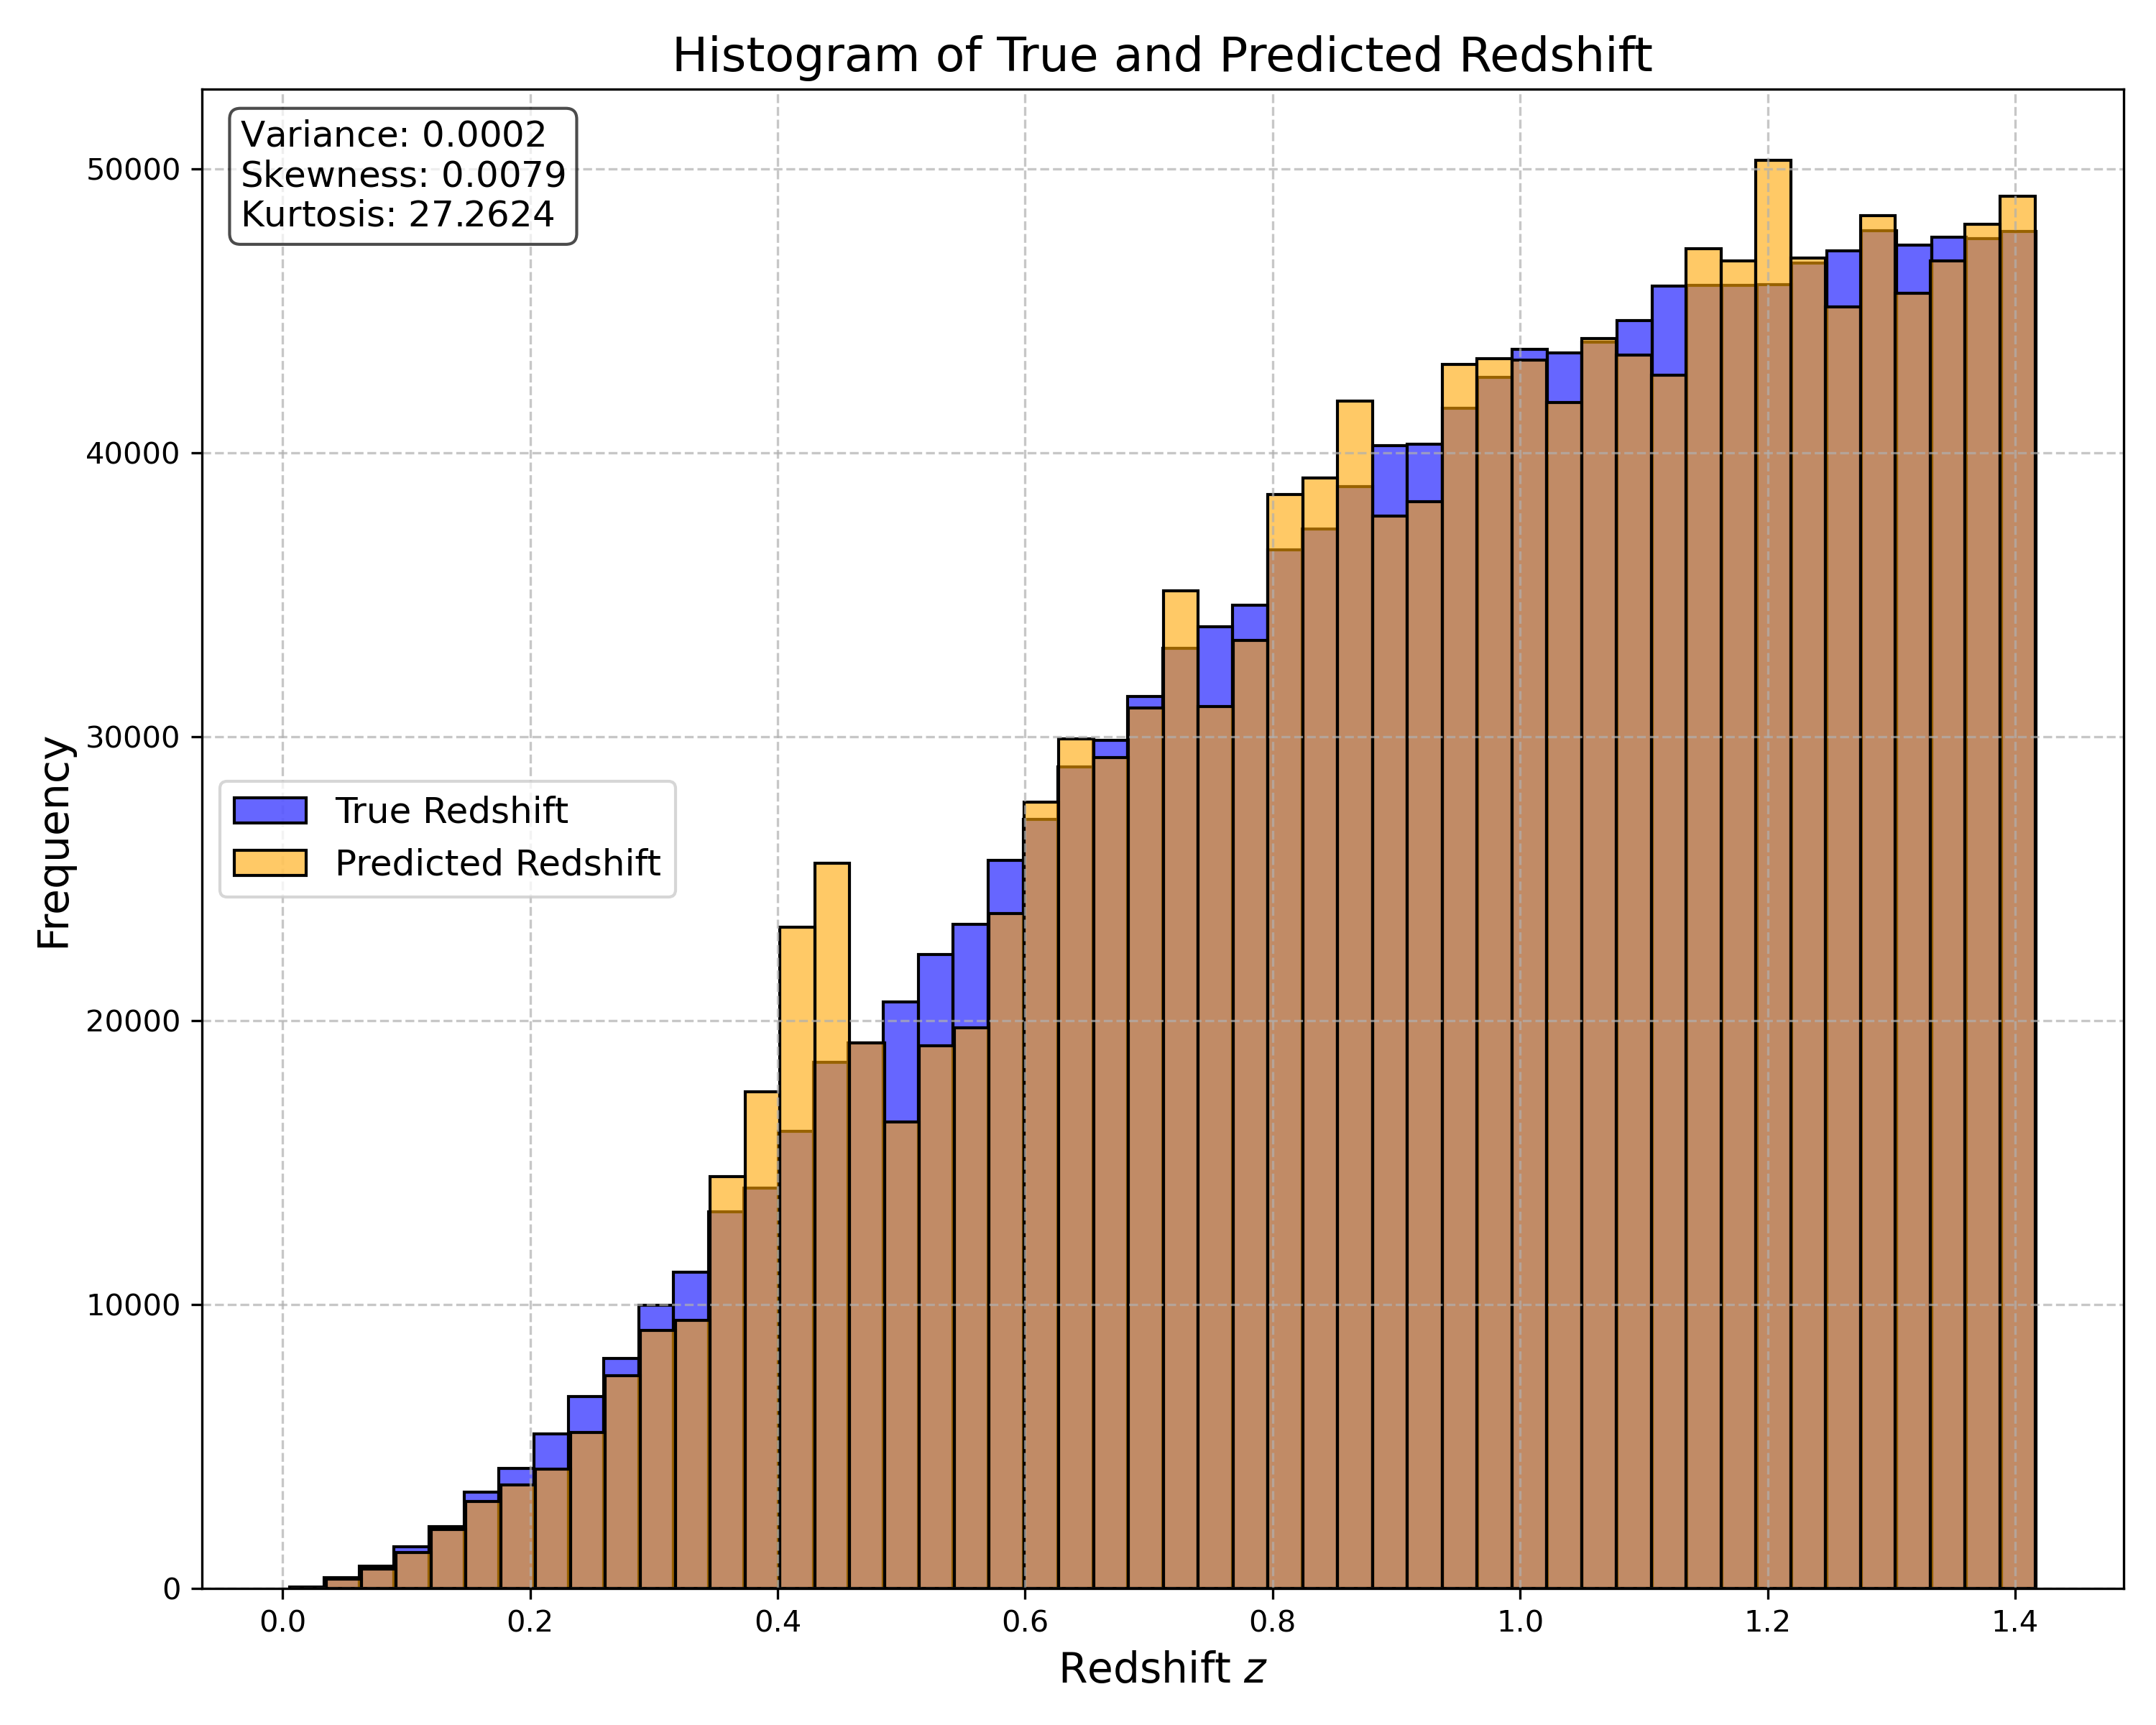 Histogram of True and Predicted Redshift
Variance: 0.0002
Skewness: 0.0079
Kurtosis: 27.2624
50000
40000
30000
20000
10000
0
Frequency
True Redshift
Predicted Redshift
0.0 0.2 0.4 0.6 0.8 1.0 1.2 1.4
Redshift z